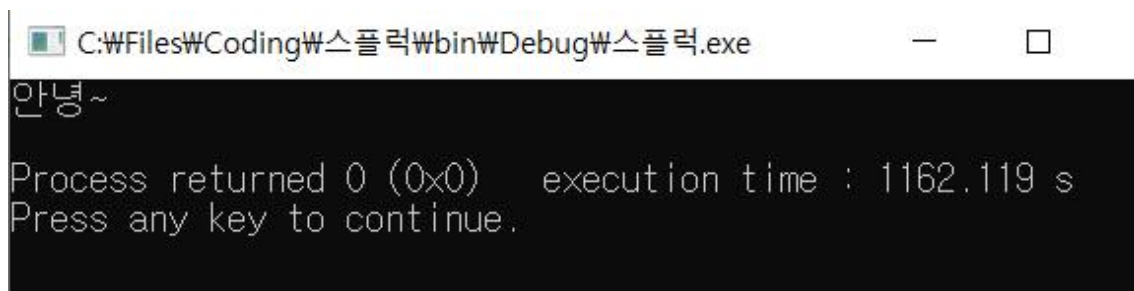 C:₩Files₩Coding₩스플럭₩bin₩Debug₩스플럭.exe
안녕~
Process returned 0 (0x0)   execution time : 1162.119 s
Press any key to continue.